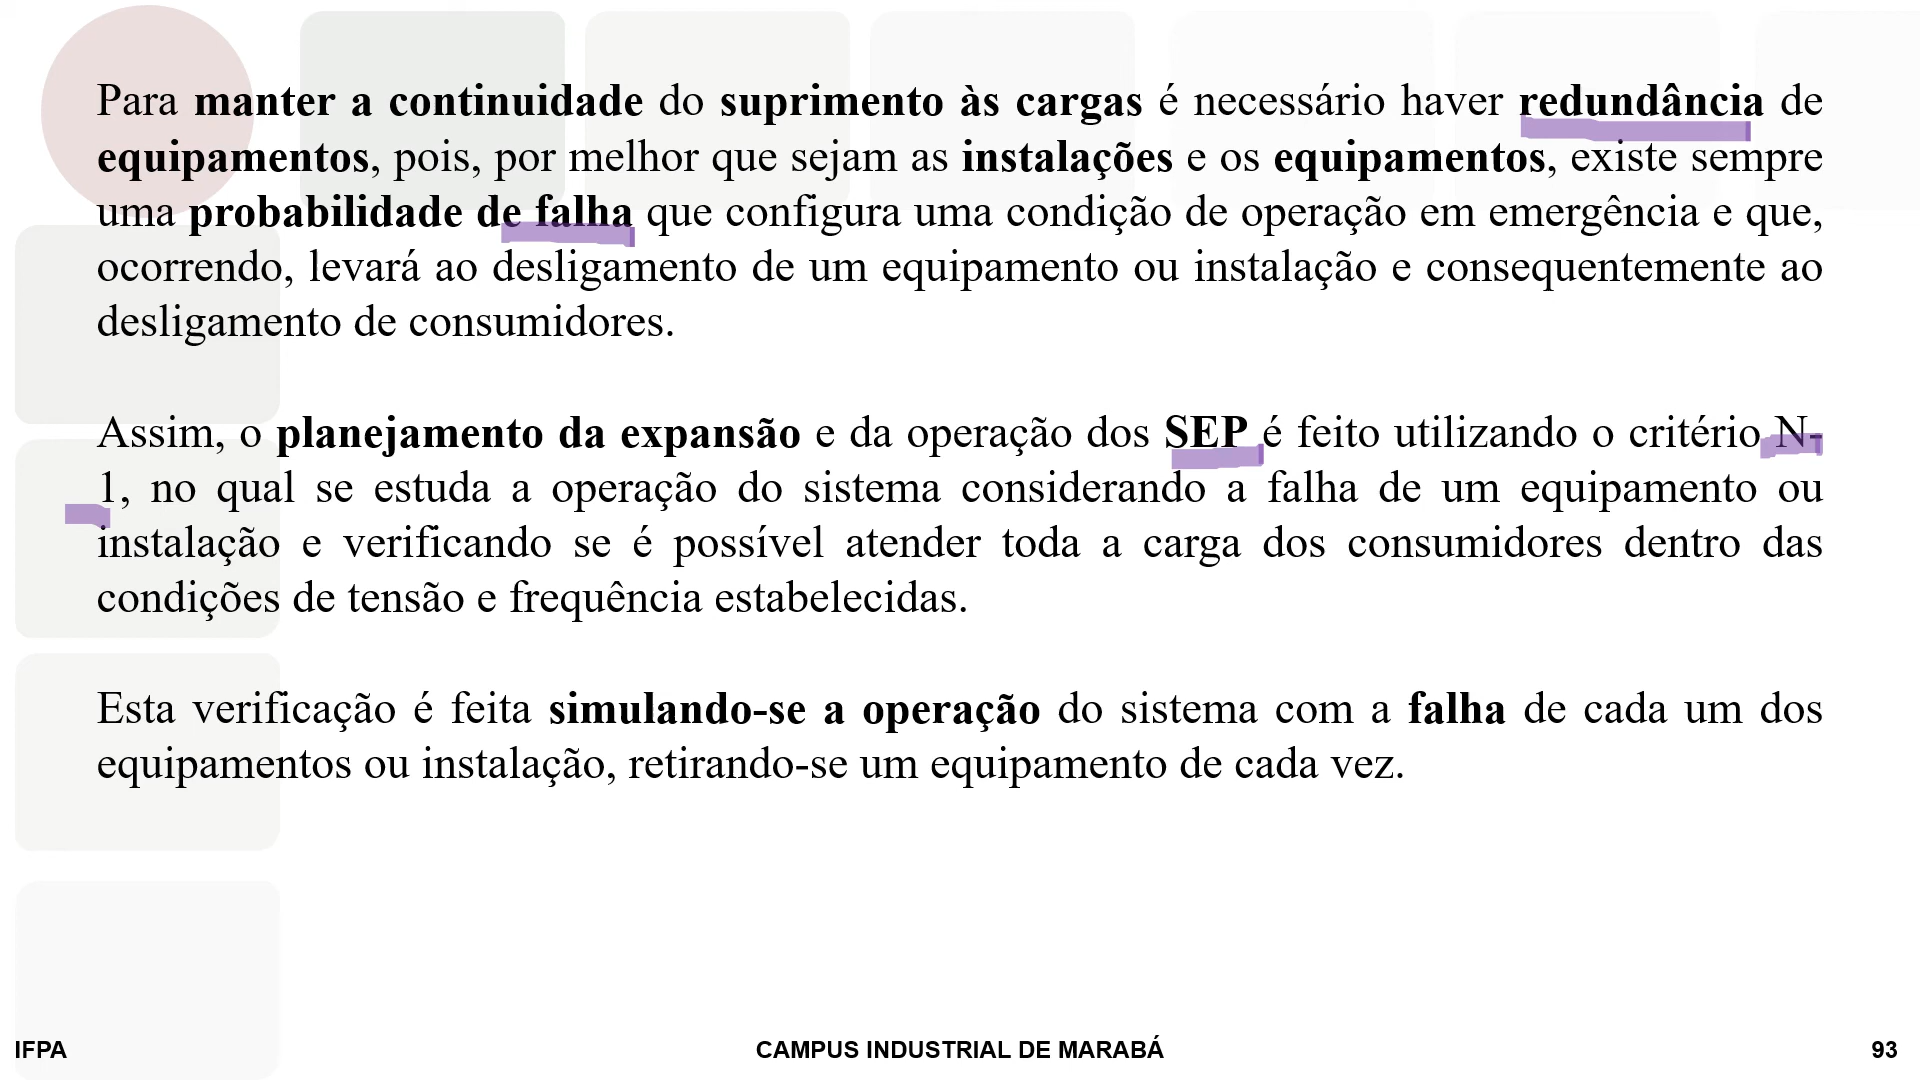 Para manter a continuidade do suprimento às cargas é necessário haver redundância de
equipamentos, pois, por melhor que sejam as instalações e os equipamentos, existe sempre
uma probabilidade de falha que configura uma condição de operação em emergência e que,
ocorrendo, levará ao desligamento de um equipamento ou instalação e consequentemente ao
desligamento de consumidores.
Assim, o planejamento da expansão e da operação dos SEP é feito utilizando o critério N-
1, no qual se estuda a operação do sistema considerando a falha de um equipamento ou
instalação e verificando se é possível atender toda a carga dos consumidores dentro das
condições de tensão e frequência estabelecidas.
Esta verificação é feita simulando-se a operação do sistema com a falha de cada um dos
equipamentos ou instalação, retirando-se um equipamento de cada vez.
IFPA
CAMPUS INDUSTRIAL DE MARABÁ
93